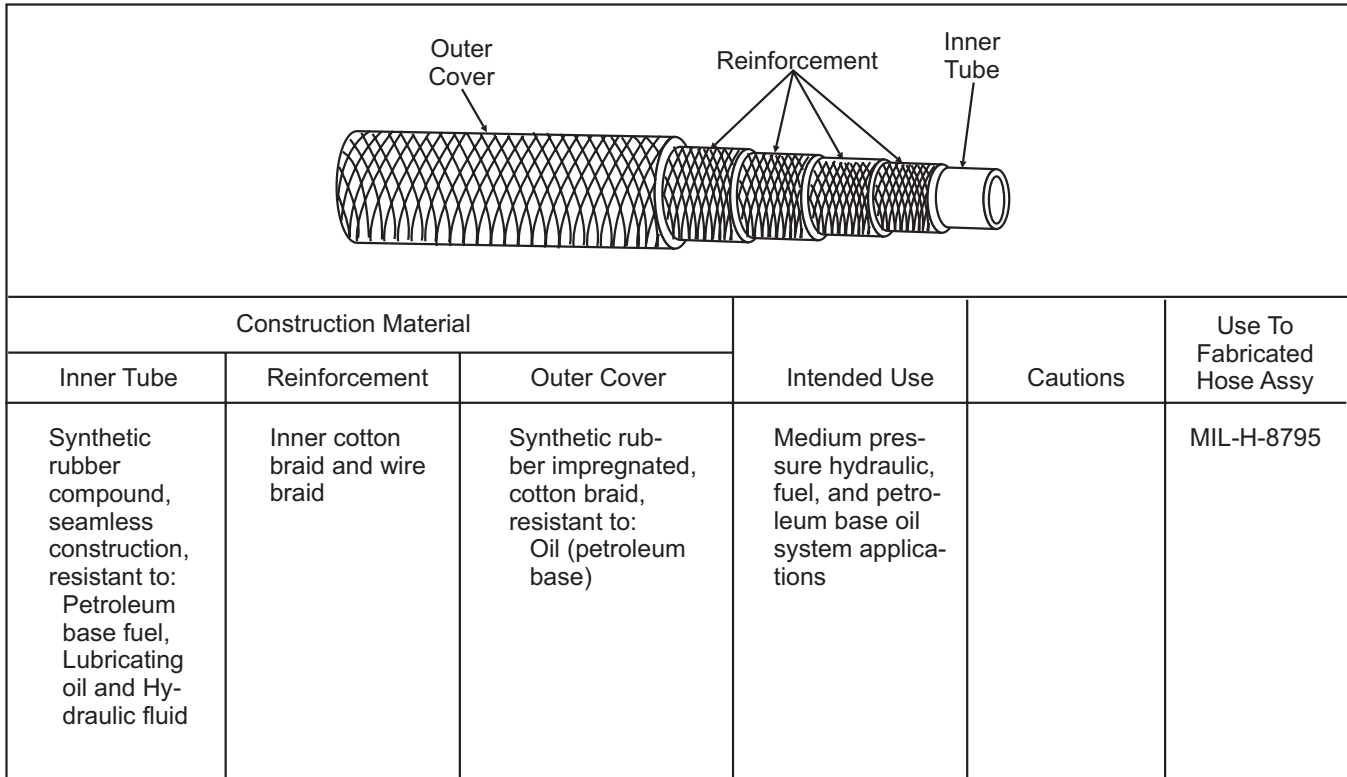 Outer
Cover
Reinforcement
Inner
Tube
Construction Material
Inner Tube
Reinforcement
Outer Cover
Intended Use
Cautions
Use To
Fabricated
Hose Assy
Synthetic
rubber
compound,
seamless
construction,
resistant to:
Petroleum
base fuel,
Lubricating
oil and Hy-
draulic fluid
Inner cotton
braid and wire
braid
Synthetic rub-
ber impregnated,
cotton braid,
resistant to:
Oil (petroleum
base)
Medium pres-
sure hydraulic,
fuel, and petro-
leum base oil
system applica-
tions
MIL-H-8795